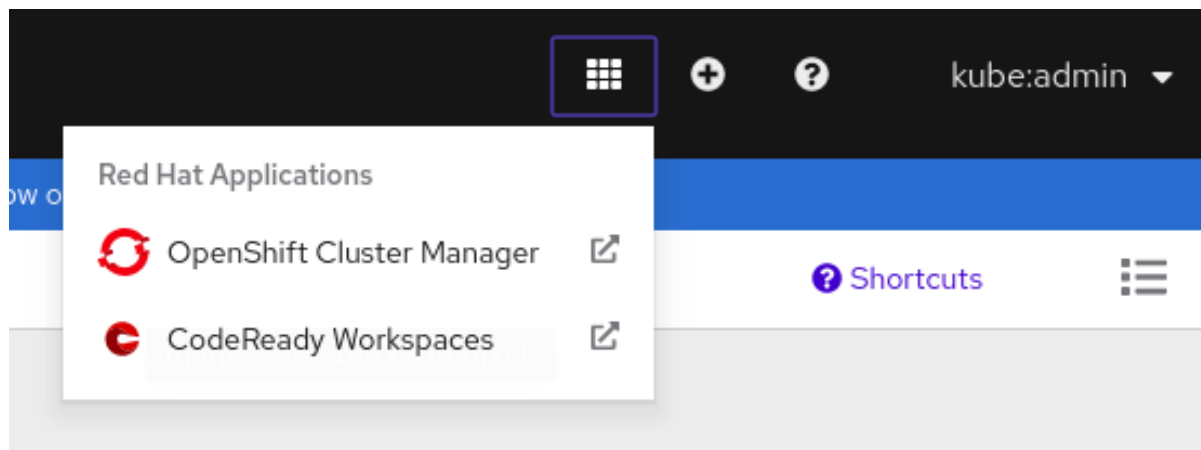 kube:admin
Red Hat Applications
OpenShift Cluster Manager
CodeReady Workspaces
Shortcuts